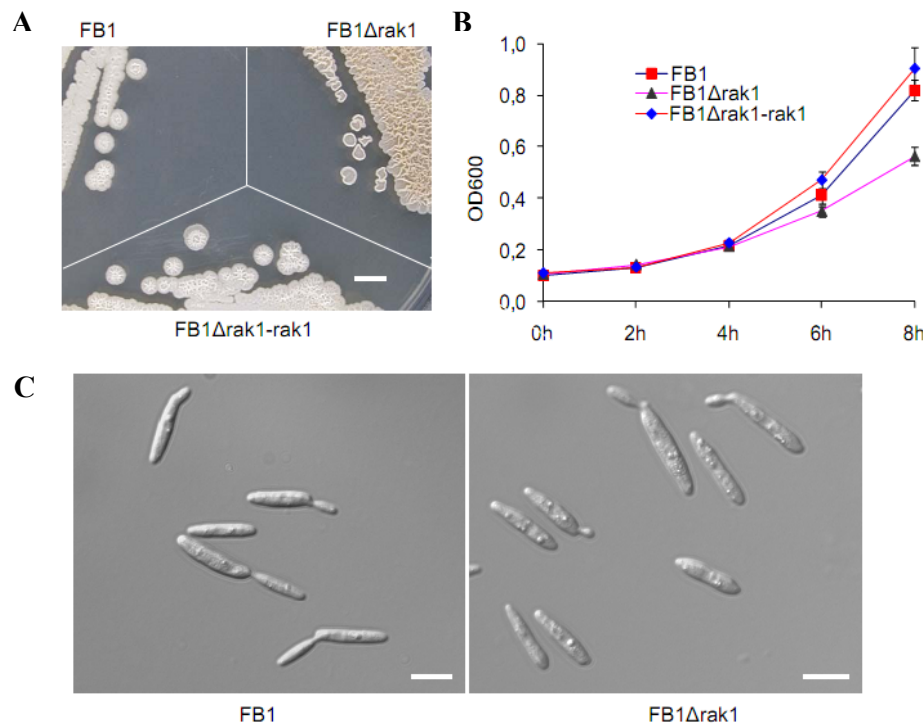 A
FB1
FB1Δrak1
FB1Δrak1-rak1
B
1,0
0,8
0,6
0,4
0,2
0,0
OD600
FB1
FB1Δrak1
FB1Δrak1-rak1
0h
2h
4h
6h
8h
C
FB1
FB1Δrak1